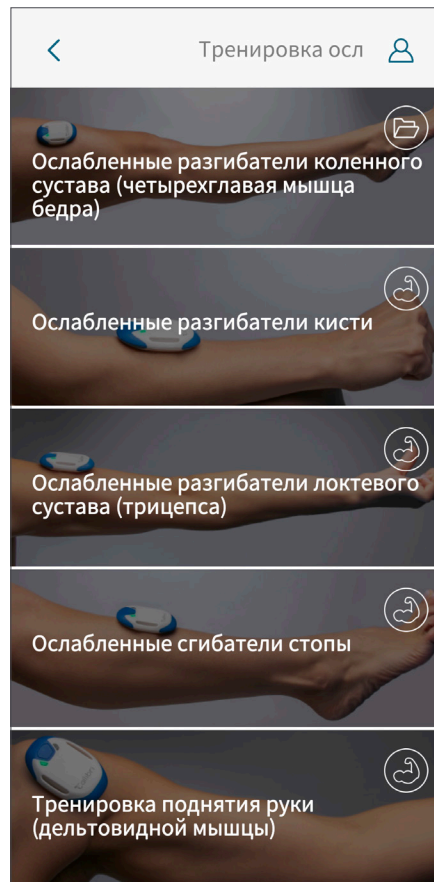 Тренировка осл
Ослабленные разгибатели коленного
сустава (четырехглавая мышца
бедра)
Ослабленные разгибатели кисти
Ослабленные разгибатели локтевого
сустава (трицепса)
Ослабленные сгибатели стопы
Тренировка поднятия руки
(дельтовидной мышцы)